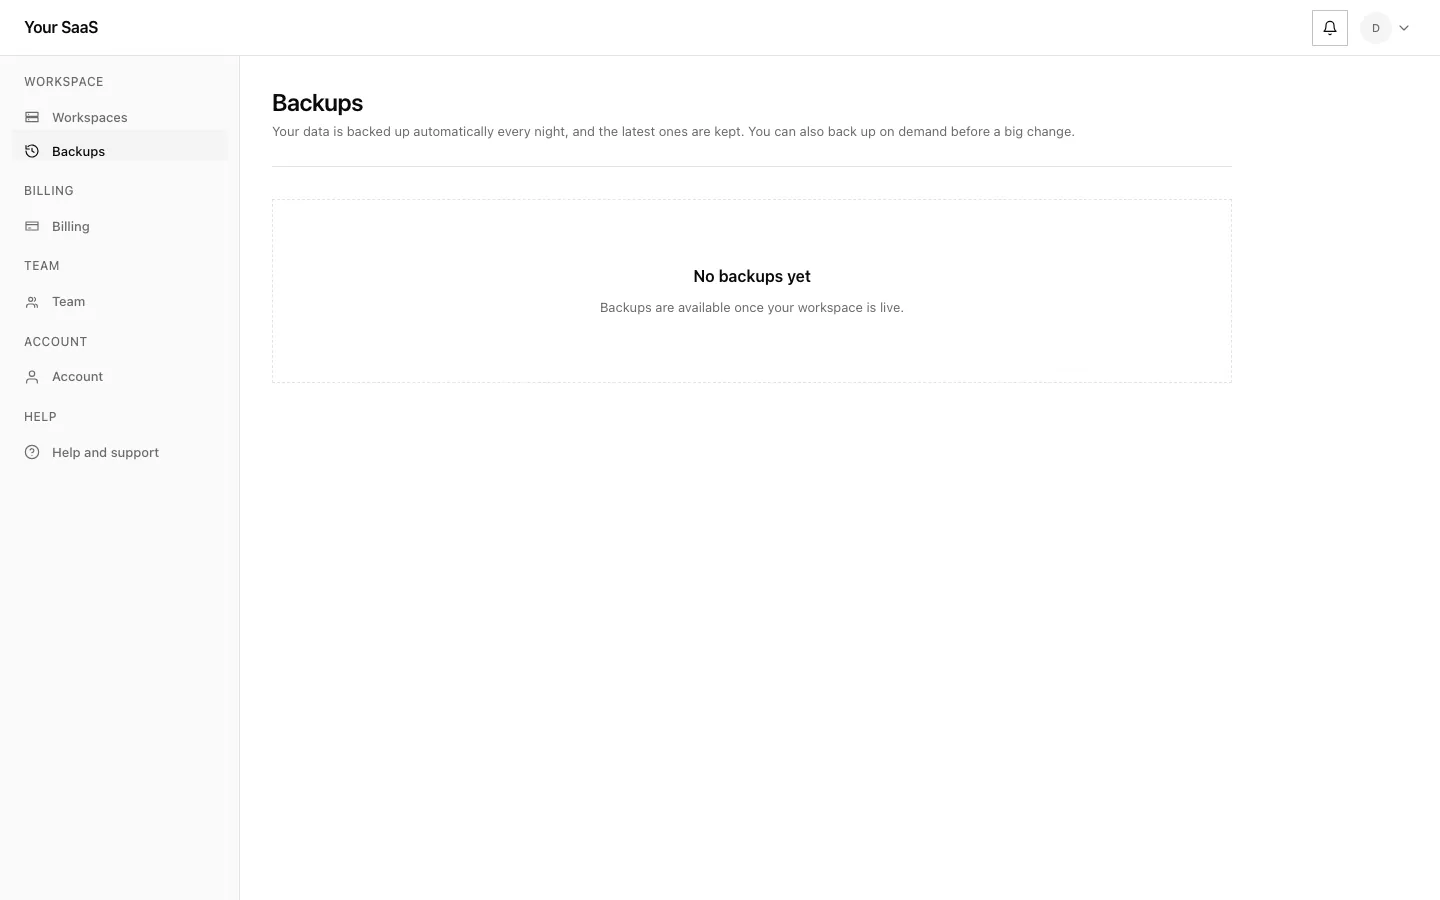 Your SaaS
D
WORKSPACE
Workspaces
Backups
BILLING
Billing
TEAM
Team
ACCOUNT
Account
HELP
Help and support
Backups
Your data is backed up automatically every night, and the latest ones are kept. You can also back up on demand before a big change.
No backups yet
Backups are available once your workspace is live.